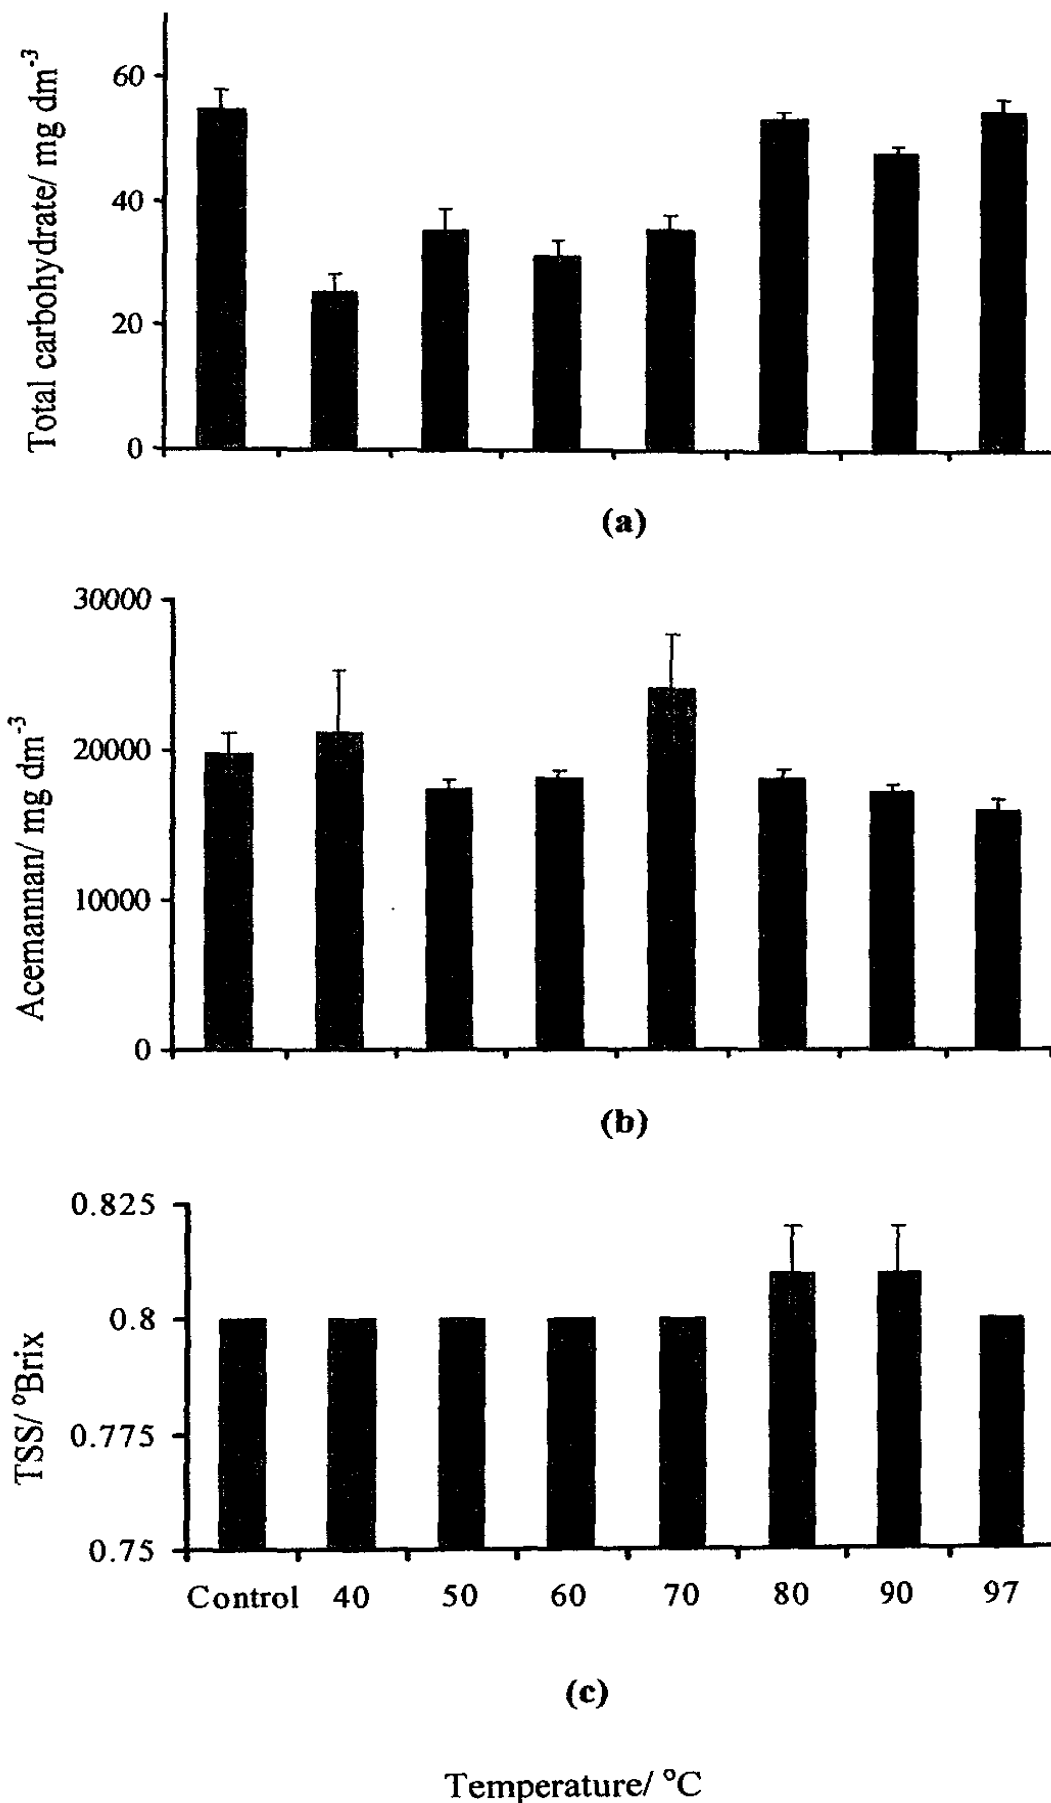 Total carbohydrate/ mg dm⁻³
60
40
20
0
(a)
Acemannan/ mg dm⁻³
30000
20000
10000
0
(b)
TSS/ °Brix
0.825
0.8
0.775
0.75
Control 40 50 60 70 80 90 97
(c)
Temperature/ °C